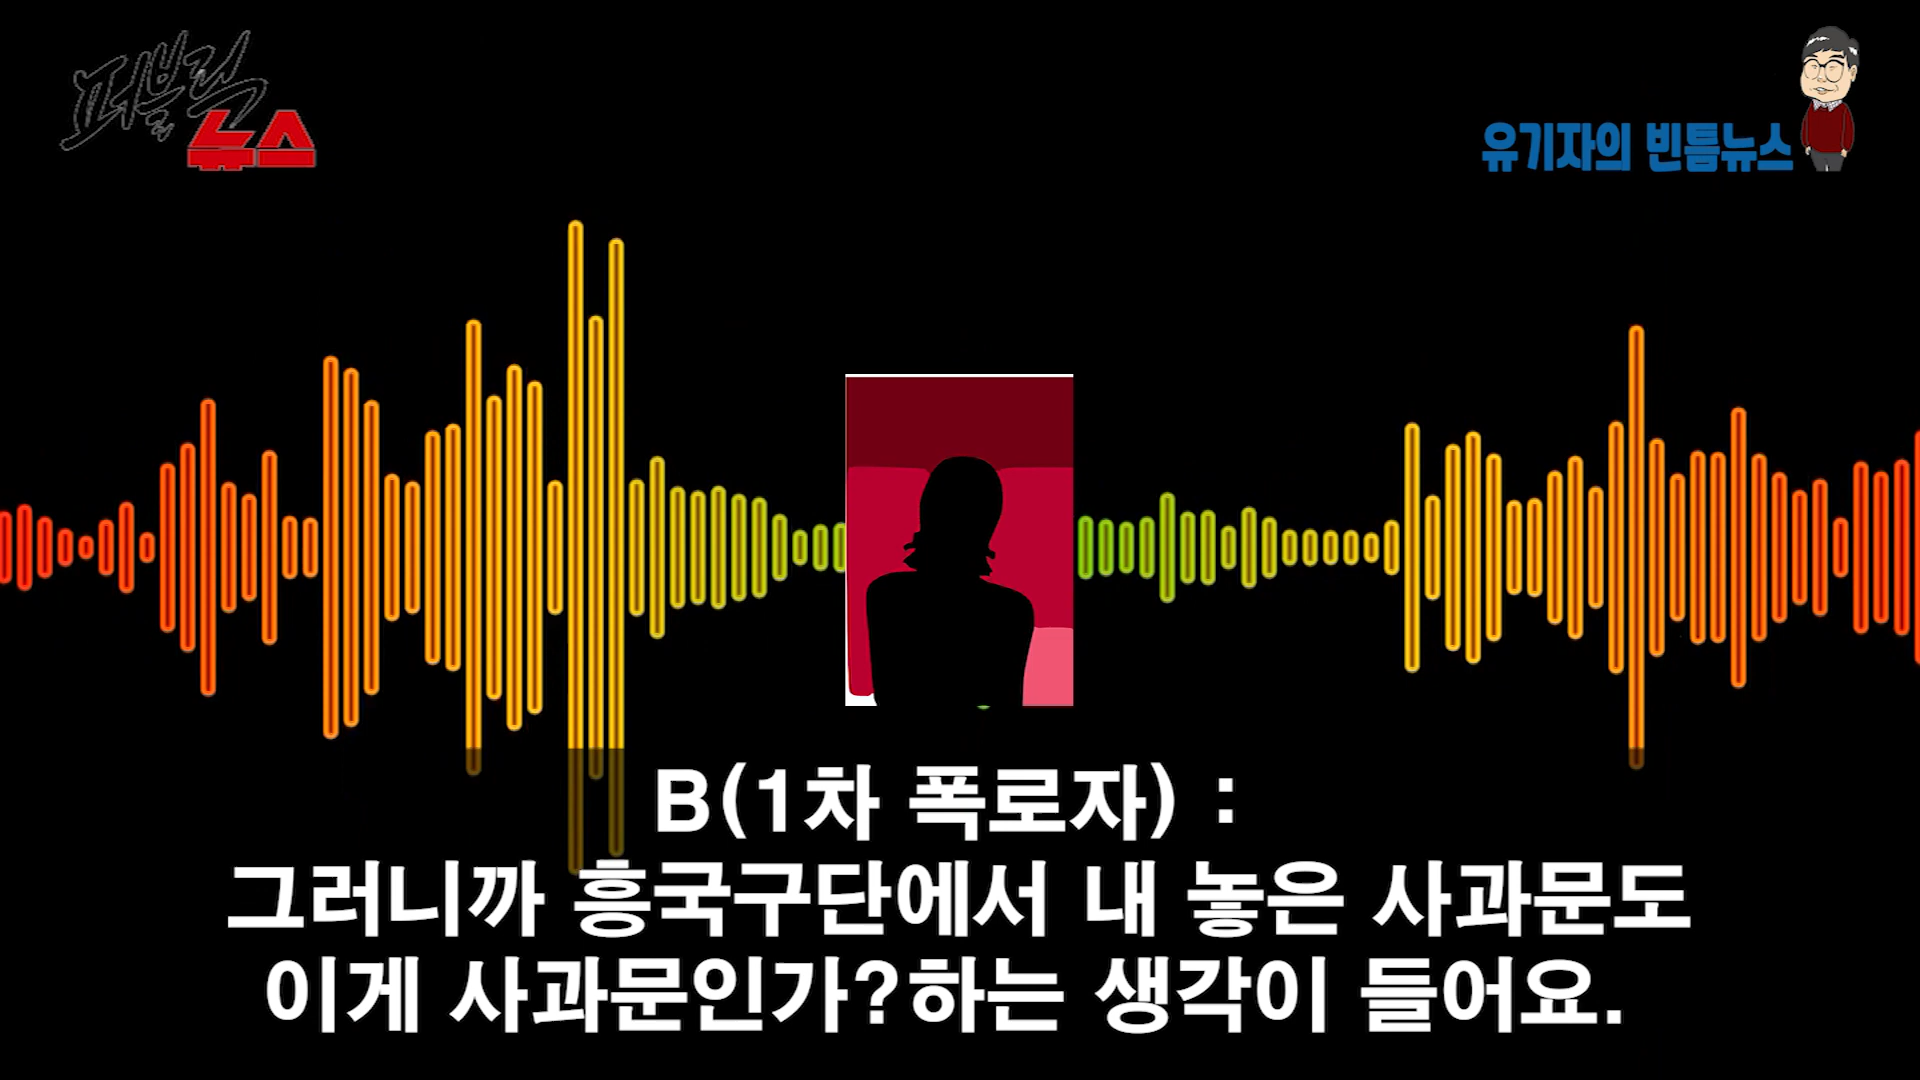 퍼블릭
뉴스
유기자의 빈틈뉴스
B(1차 폭로자) :
그러니까 흥국구단에서 내 놓은 사과문도
이게 사과문인가?하는 생각이 들어요.